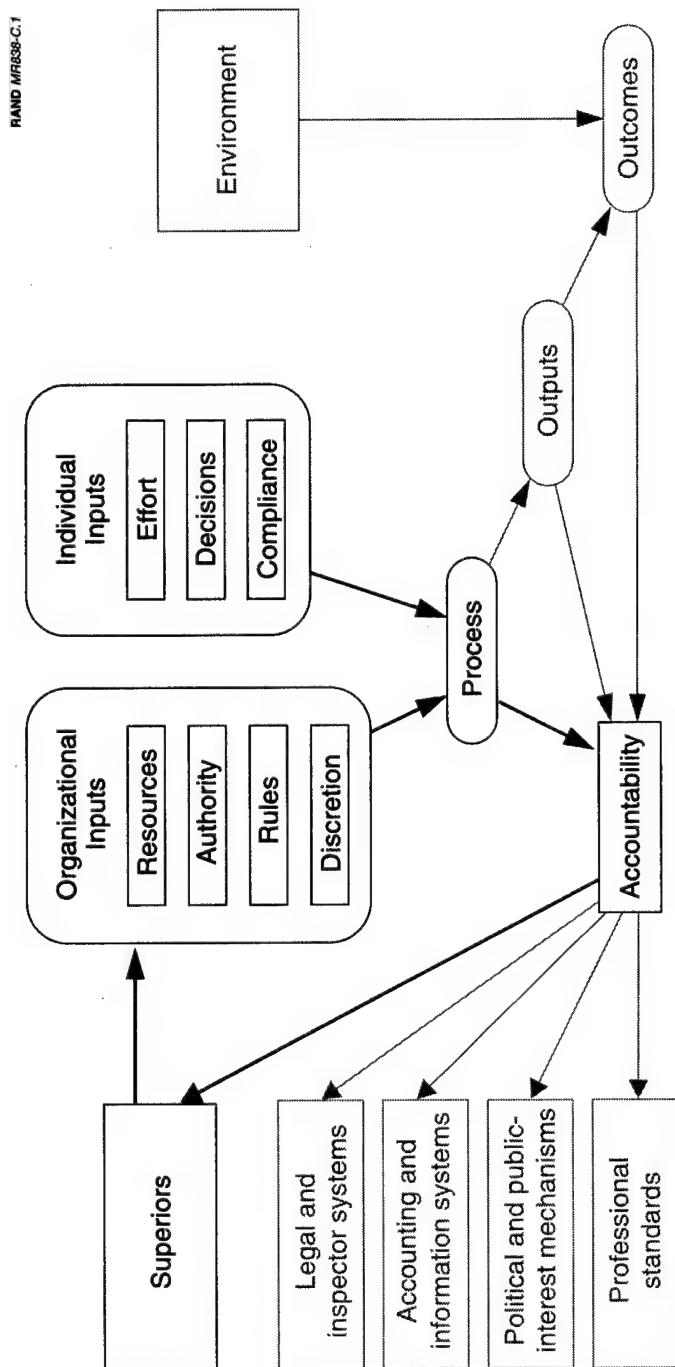 RAND MR838-C.1
Superiors
Organizational
Inputs
Resources
Authority
Rules
Discretion
Individual
Inputs
Effort
Decisions
Compliance
Environment
Legal and
inspector systems
Accounting and
information systems
Political and public-
interest mechanisms
Professional
standards
Accountability
Process
Outputs
Outcomes